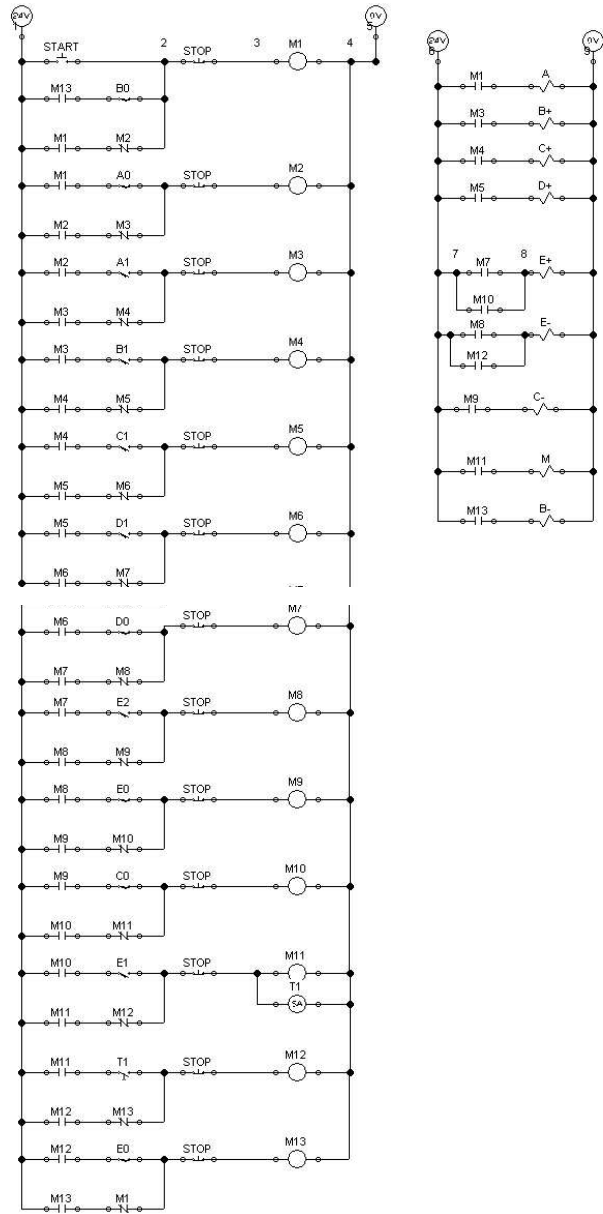 24V 0V
1 5
START 2 STOP 3 M1 4
M13 B0
M1 M2
M1 A0 STOP M2
M2 M3
M2 A1 STOP M3
M3 M4
M3 B1 STOP M4
M4 M5
M4 C1 STOP M5
M5 M6
M5 D1 STOP M6
M6 M7
M6 D0 STOP M7
M7 M8
M7 E2 STOP M8
M8 M9
M8 E0 STOP M9
M9 M10
M9 C0 STOP M10
M10 M11
M10 E1 STOP M11
T1
5A
M11 M12
M11 T1 STOP M12
M12 M13
M12 E0 STOP M13
M13 M1
24V 0V
6 9
M1 A
M3 B+
M4 C+
M5 D+
7 M7 8 E+
M10
M8 E-
M12
M9 C-
M11 M
M13 B-